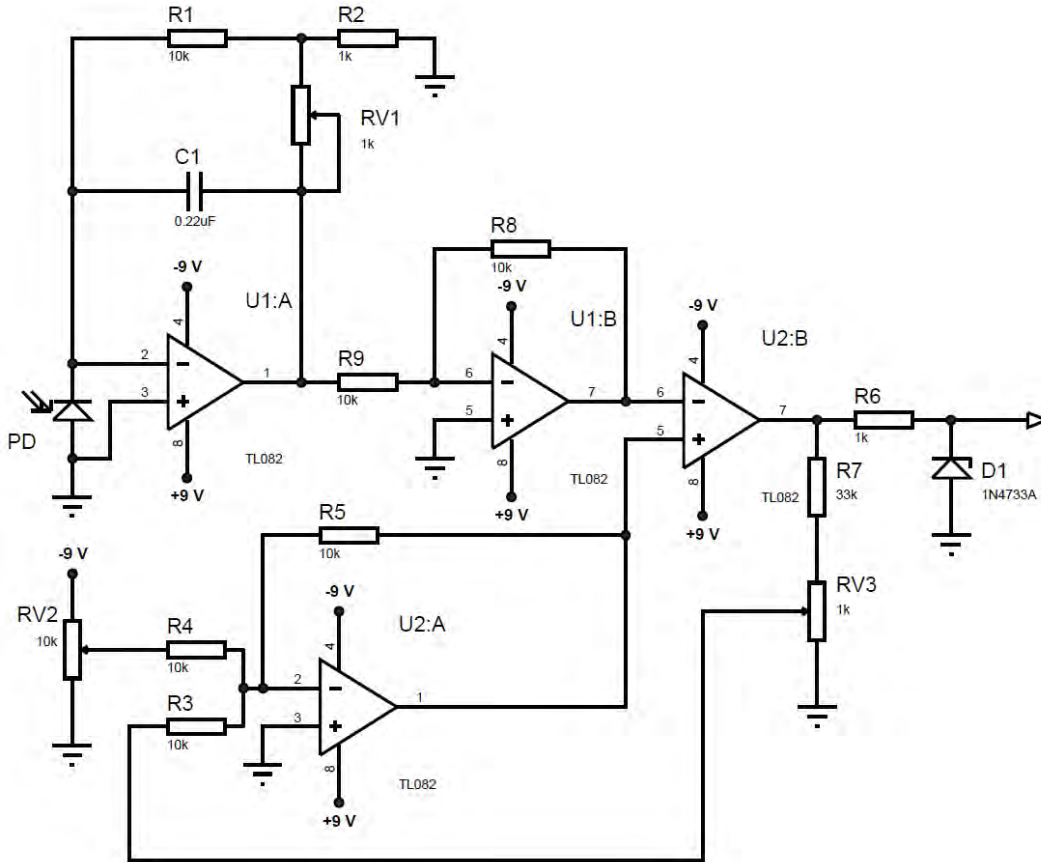 R1
10k
R2
1k
RV1
1k
C1
0.22uF
-9 V
4
U1:A
2
3
1
8
+9 V
TL082
PD
R9
10k
R8
10k
-9 V
4
U1:B
6
5
7
8
+9 V
TL082
-9 V
4
U2:B
6
5
7
8
+9 V
TL082
R6
1k
R7
33k
D1
1N4733A
RV3
1k
R5
10k
-9 V
RV2
10k
R4
10k
R3
10k
-9 V
4
U2:A
2
3
1
8
+9 V
TL082